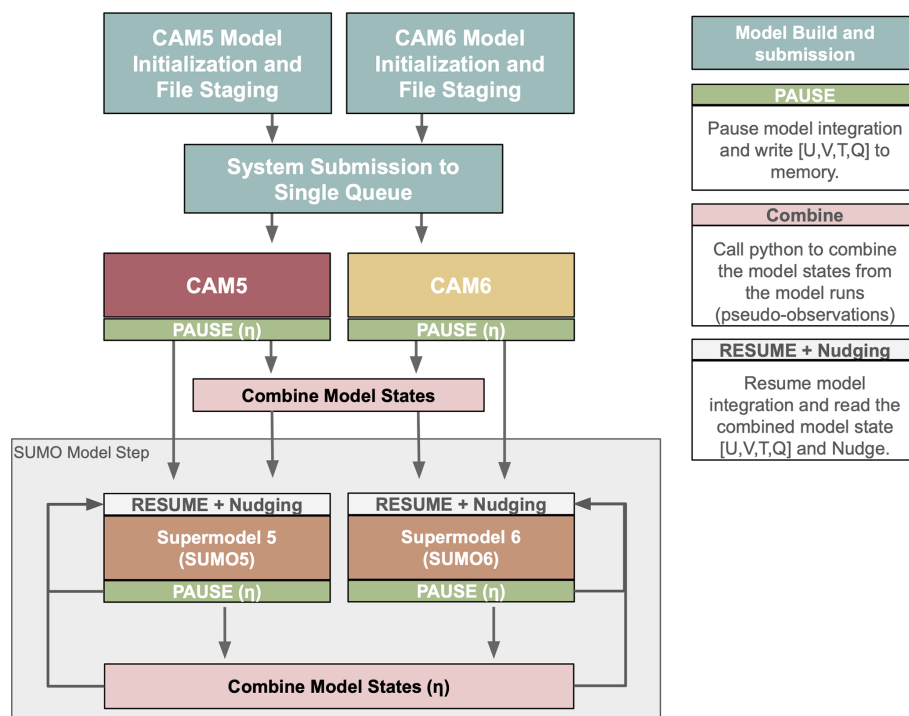 CAM5 Model
Initialization and
File Staging
CAM6 Model
Initialization and
File Staging
System Submission to
Single Queue
CAM5
PAUSE (η)
CAM6
PAUSE (η)
Combine Model States
SUMO Model Step
RESUME + Nudging
Supermodel 5
(SUMO5)
PAUSE (η)
RESUME + Nudging
Supermodel 6
(SUMO6)
PAUSE (η)
Combine Model States (η)
Model Build and
submission
PAUSE
Pause model integration
and write [U,V,T,Q] to
memory.
Combine
Call python to combine
the model states from
the model runs
(pseudo-observations)
RESUME + Nudging
Resume model
integration and read the
combined model state
[U,V,T,Q] and Nudge.